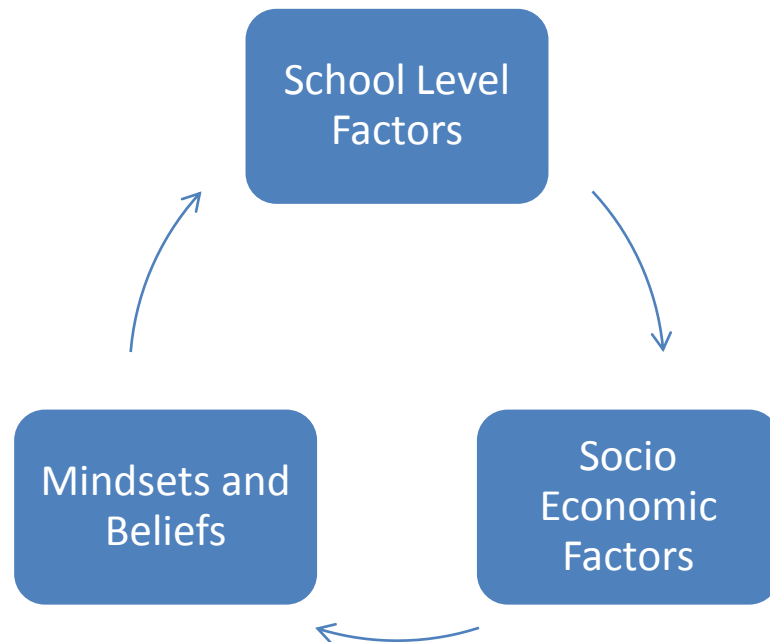 School Level
Factors
Mindsets and
Beliefs
Socio
Economic
Factors